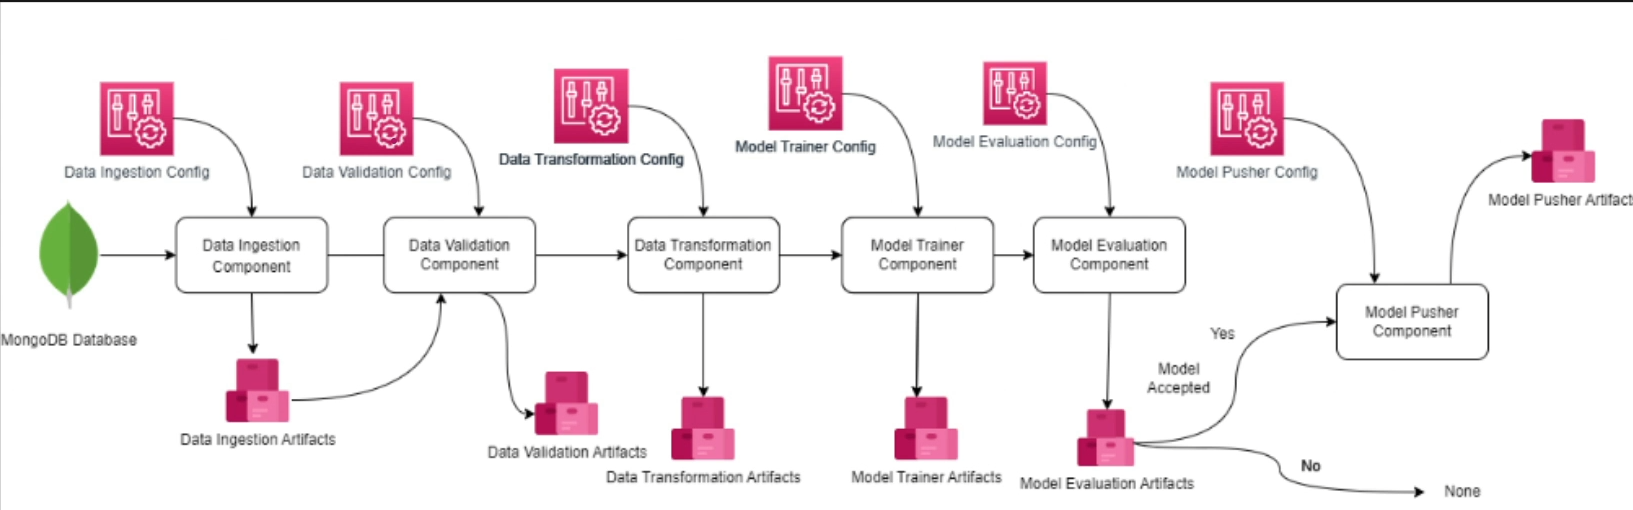 Data Ingestion Config
Data Validation Config
Data Transformation Config
Model Trainer Config
Model Evaluation Config
Model Pusher Config
Model Pusher Artifact
MongoDB Database
Data Ingestion
Component
Data Validation
Component
Data Transformation
Component
Model Trainer
Component
Model Evaluation
Component
Model Pusher
Component
Yes
Model
Accepted
Data Ingestion Artifacts
Data Validation Artifacts
Data Transformation Artifacts
Model Trainer Artifacts
Model Evaluation Artifacts
No
None